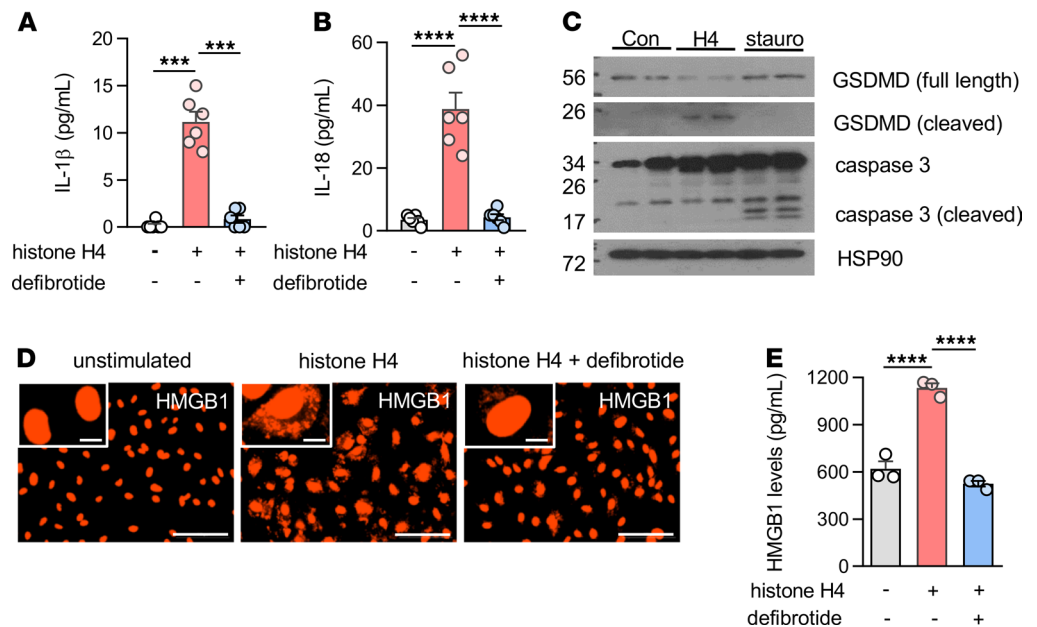 A
IL-1β (pg/mL)
20
15
10
5
0
*** ***
histone H4 - + +
defibrotide - - +
B
IL-18 (pg/mL)
60
40
20
0
**** ****
histone H4 - + +
defibrotide - - +
C
Con H4 stauro
56 GSDMD (full length)
26 GSDMD (cleaved)
34 caspase 3
26
17 caspase 3 (cleaved)
72 HSP90
D
unstimulated histone H4 histone H4 + defibrotide
HMGB1 HMGB1 HMGB1
E
HMGB1 levels (pg/mL)
1200
900
600
300
0
**** ****
histone H4 - + +
defibrotide - - +